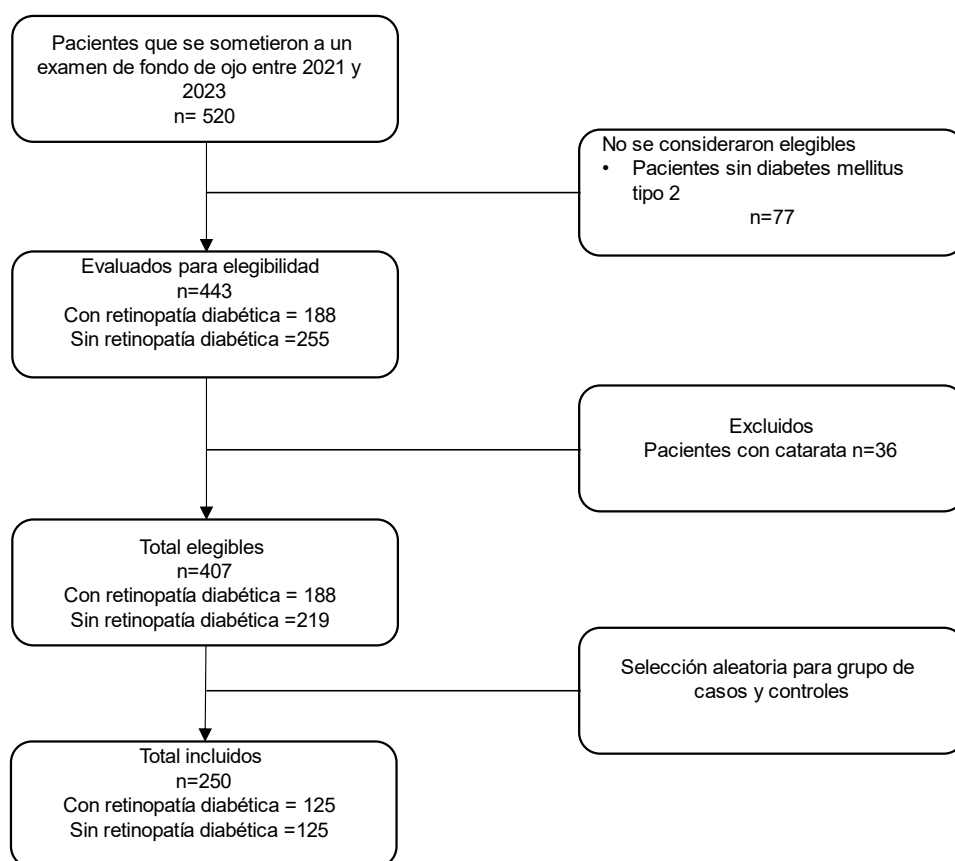 Pacientes que se sometieron a un
examen de fondo de ojo entre 2021 y
2023
n= 520
No se consideraron elegibles
• Pacientes sin diabetes mellitus
tipo 2
n=77
Evaluados para elegibilidad
n=443
Con retinopatía diabética = 188
Sin retinopatía diabética =255
Excluidos
Pacientes con catarata n=36
Total elegibles
n=407
Con retinopatía diabética = 188
Sin retinopatía diabética =219
Selección aleatoria para grupo de
casos y controles
Total incluidos
n=250
Con retinopatía diabética = 125
Sin retinopatía diabética =125